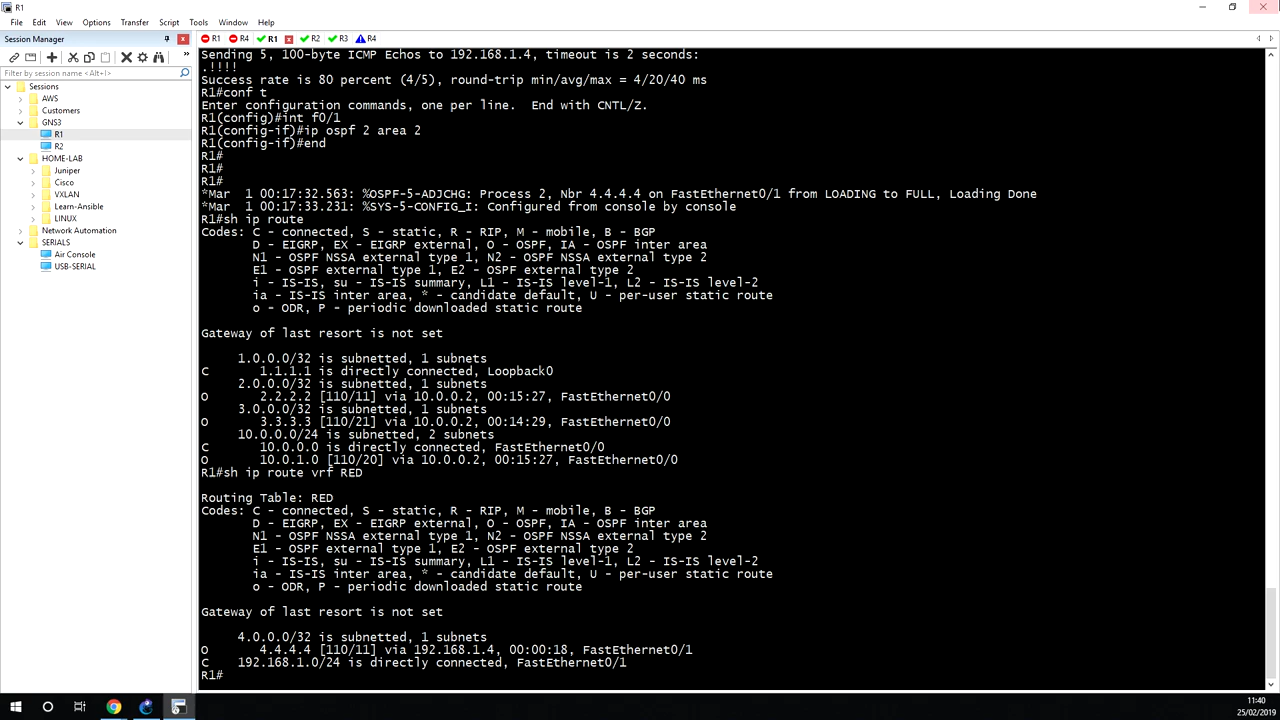 R1
File Edit View Options Transfer Script Tools Window Help
Session Manager
R1 R4 R1 R2 R3 R4
Filter by session name <Alt+I>
Sessions
AWS
Customers
GNS3
R1
R2
HOME-LAB
Juniper
Cisco
VXLAN
Learn-Ansible
LINUX
Network Automation
SERIALS
Air Console
USB-SERIAL
Sending 5, 100-byte ICMP Echos to 192.168.1.4, timeout is 2 seconds:
.!!!!
Success rate is 80 percent (4/5), round-trip min/avg/max = 4/20/40 ms
R1#conf t
Enter configuration commands, one per line.  End with CNTL/Z.
R1(config)#int f0/1
R1(config-if)#ip ospf 2 area 2
R1(config-if)#end
R1#
R1#
R1#
*Mar  1 00:17:32.563: %OSPF-5-ADJCHG: Process 2, Nbr 4.4.4.4 on FastEthernet0/1 from LOADING to FULL, Loading Done
*Mar  1 00:17:33.231: %SYS-5-CONFIG_I: Configured from console by console
R1#sh ip route
Codes: C - connected, S - static, R - RIP, M - mobile, B - BGP
D - EIGRP, EX - EIGRP external, O - OSPF, IA - OSPF inter area
N1 - OSPF NSSA external type 1, N2 - OSPF NSSA external type 2
E1 - OSPF external type 1, E2 - OSPF external type 2
i - IS-IS, su - IS-IS summary, L1 - IS-IS level-1, L2 - IS-IS level-2
ia - IS-IS inter area, * - candidate default, U - per-user static route
o - ODR, P - periodic downloaded static route
Gateway of last resort is not set
1.0.0.0/32 is subnetted, 1 subnets
C 1.1.1.1 is directly connected, Loopback0
2.0.0.0/32 is subnetted, 1 subnets
O 2.2.2.2 [110/11] via 10.0.0.2, 00:15:27, FastEthernet0/0
3.0.0.0/32 is subnetted, 1 subnets
O 3.3.3.3 [110/21] via 10.0.0.2, 00:14:29, FastEthernet0/0
10.0.0.0/24 is subnetted, 2 subnets
C 10.0.0.0 is directly connected, FastEthernet0/0
O 10.0.1.0 [110/20] via 10.0.0.2, 00:15:27, FastEthernet0/0
R1#sh ip route vrf RED
Routing Table: RED
Codes: C - connected, S - static, R - RIP, M - mobile, B - BGP
D - EIGRP, EX - EIGRP external, O - OSPF, IA - OSPF inter area
N1 - OSPF NSSA external type 1, N2 - OSPF NSSA external type 2
E1 - OSPF external type 1, E2 - OSPF external type 2
i - IS-IS, su - IS-IS summary, L1 - IS-IS level-1, L2 - IS-IS level-2
ia - IS-IS inter area, * - candidate default, U - per-user static route
o - ODR, P - periodic downloaded static route
Gateway of last resort is not set
4.0.0.0/32 is subnetted, 1 subnets
O 4.4.4.4 [110/11] via 192.168.1.4, 00:00:18, FastEthernet0/1
C 192.168.1.0/24 is directly connected, FastEthernet0/1
R1#
11:40
25/02/2019